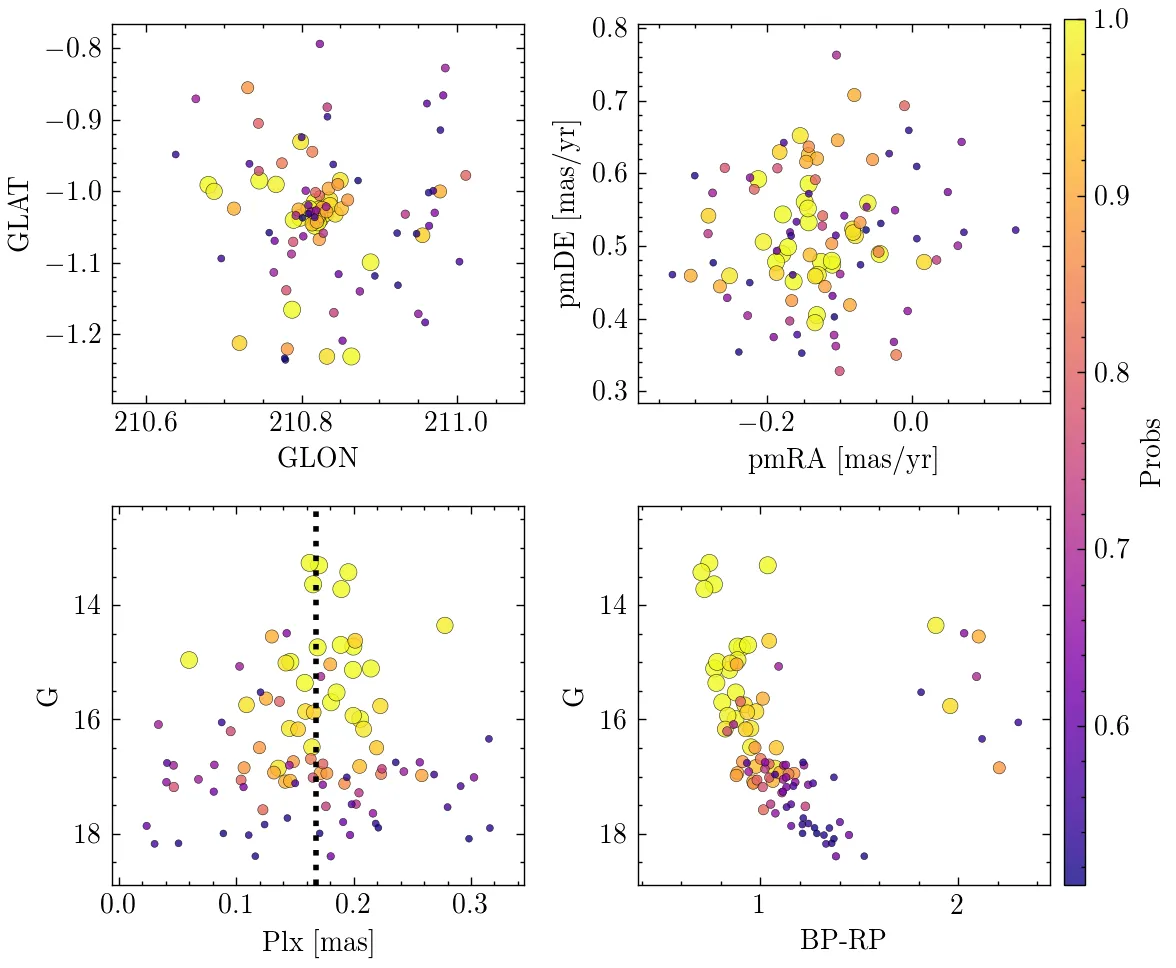 −0.8
−0.9
−1.0
−1.1
−1.2
GLAT
210.6 210.8 211.0
GLON
0.8
0.7
0.6
0.5
0.4
0.3
pmDE [mas/yr]
−0.2 0.0
pmRA [mas/yr]
14
16
18
G
0.0 0.1 0.2 0.3
Plx [mas]
14
16
18
G
1 2
BP-RP
1.0
0.9
0.8
0.7
0.6
Probs